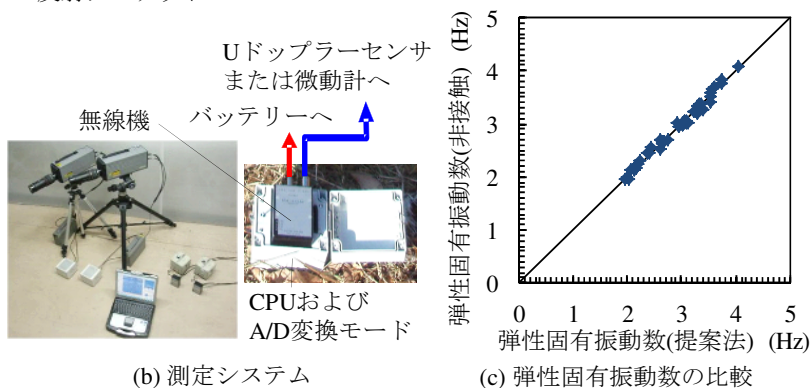 Uドップラーセンサ
または微動計へ
バッテリーへ
無線機
CPUおよび
A/D変換モード
(b) 測定システム
弾性固有振動数(非接触) (Hz)
5
4
3
2
1
0
0 1 2 3 4 5
弾性固有振動数(提案法) (Hz)
(c) 弾性固有振動数の比較